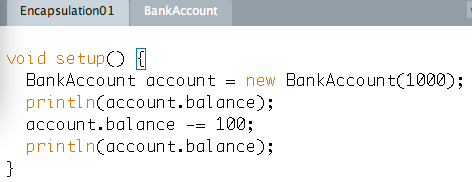 Encapsulation01 BankAccount
void setup() {
BankAccount account = new BankAccount(1000);
println(account.balance);
account.balance -= 100;
println(account.balance);
}